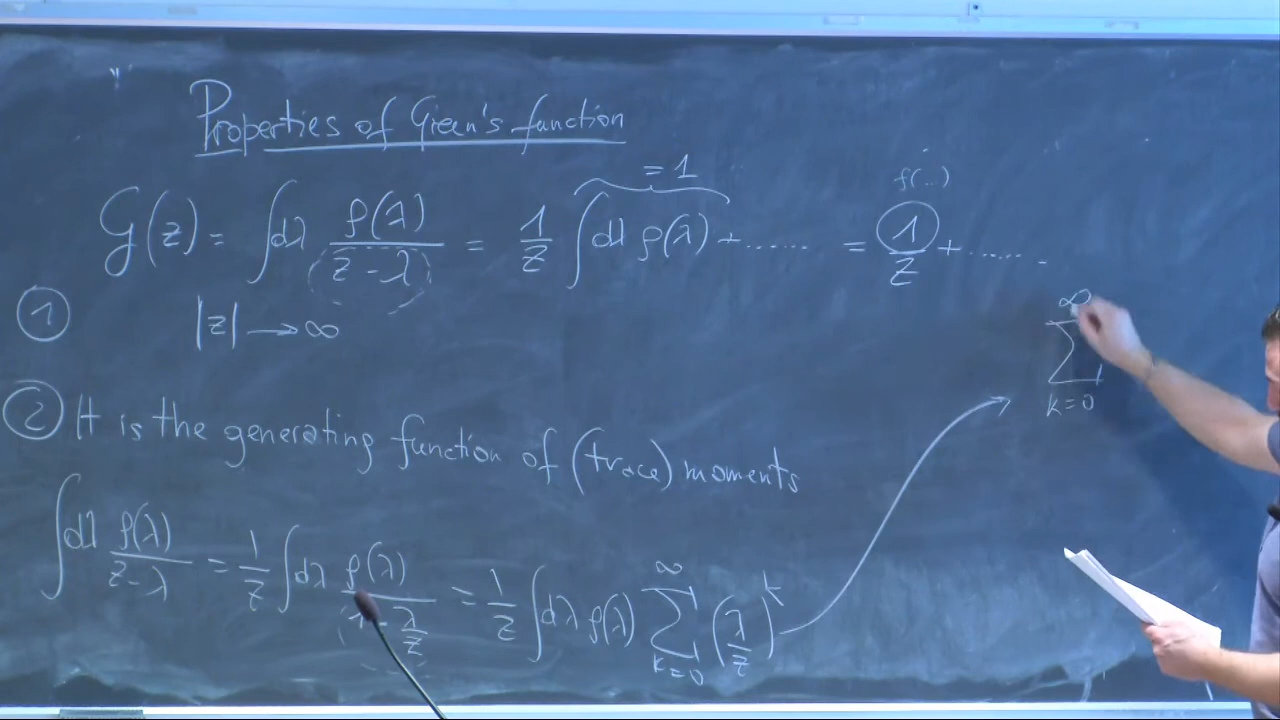 Properties of Green's function
= 1
f(..)
G(z) = ∫dλ ρ(λ)/(z - λ) = 1/z ∫dλ ρ(λ) + ....... = 1/z + .......
① |z| → ∞
∞
Σ
k=0
② It is the generating function of (trace) moments
∫dλ ρ(λ)/(z-λ) = 1/z ∫dλ ρ(λ)/(1 - λ/z) = 1/z ∫dλ ρ(λ) Σ_{k=0}^{∞} (λ/z)^k